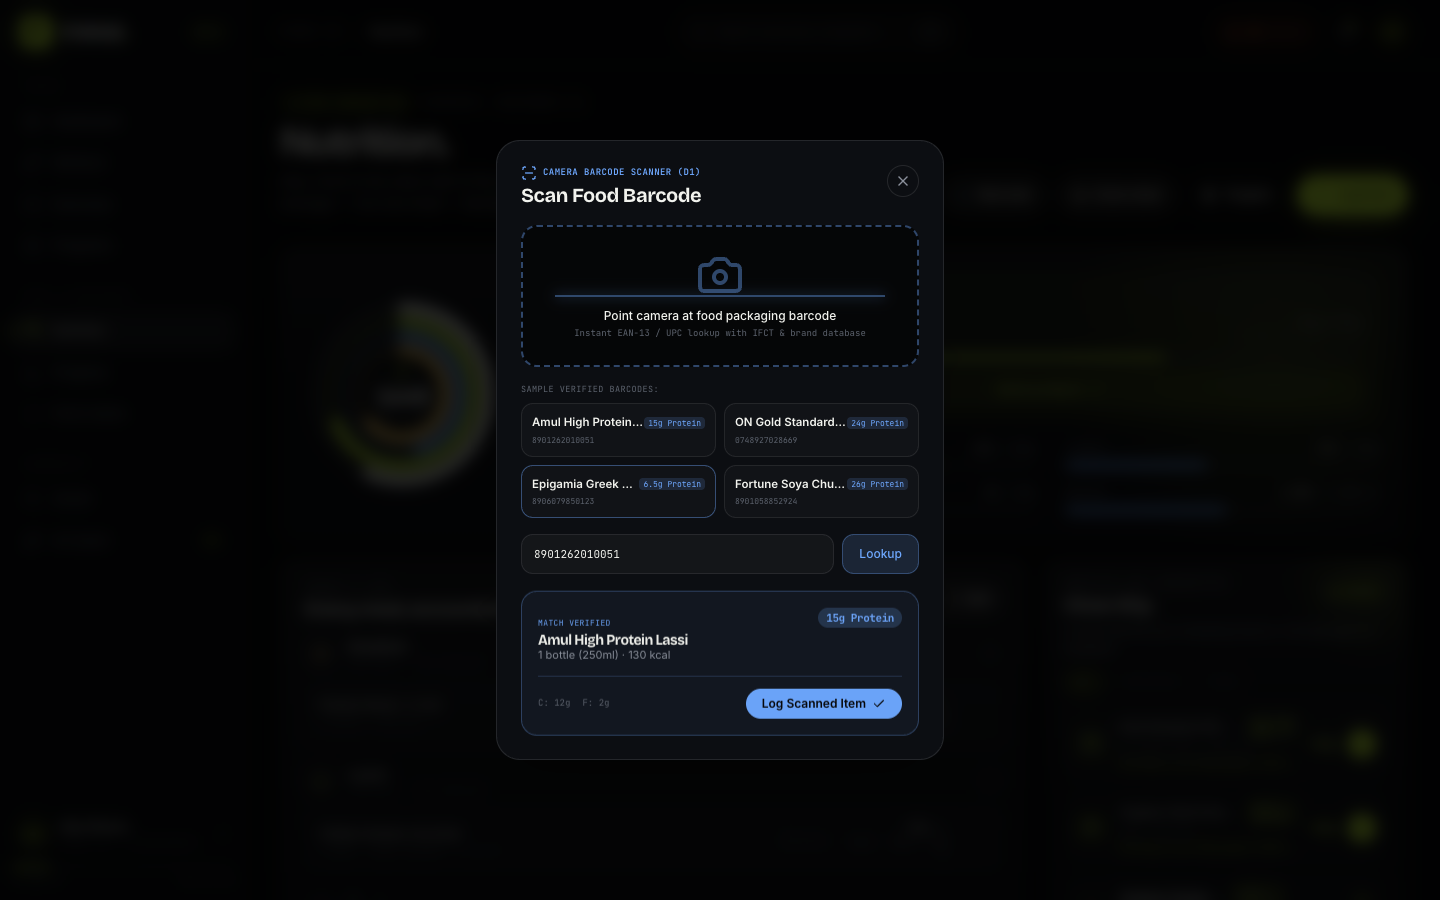 CAMERA BARCODE SCANNER (D1)
Scan Food Barcode
Point camera at food packaging barcode
Instant EAN-13 / UPC lookup with IFCT & brand database
SAMPLE VERIFIED BARCODES:
Amul High Protein... 15g Protein
8901262010051
ON Gold Standard... 24g Protein
0748927028669
Epigamia Greek ... 6.5g Protein
8906079850123
Fortune Soya Chu... 26g Protein
8901058852924
8901262010051
Lookup
15g Protein
MATCH VERIFIED
Amul High Protein Lassi
1 bottle (250ml) · 130 kcal
C: 12g F: 2g
Log Scanned Item